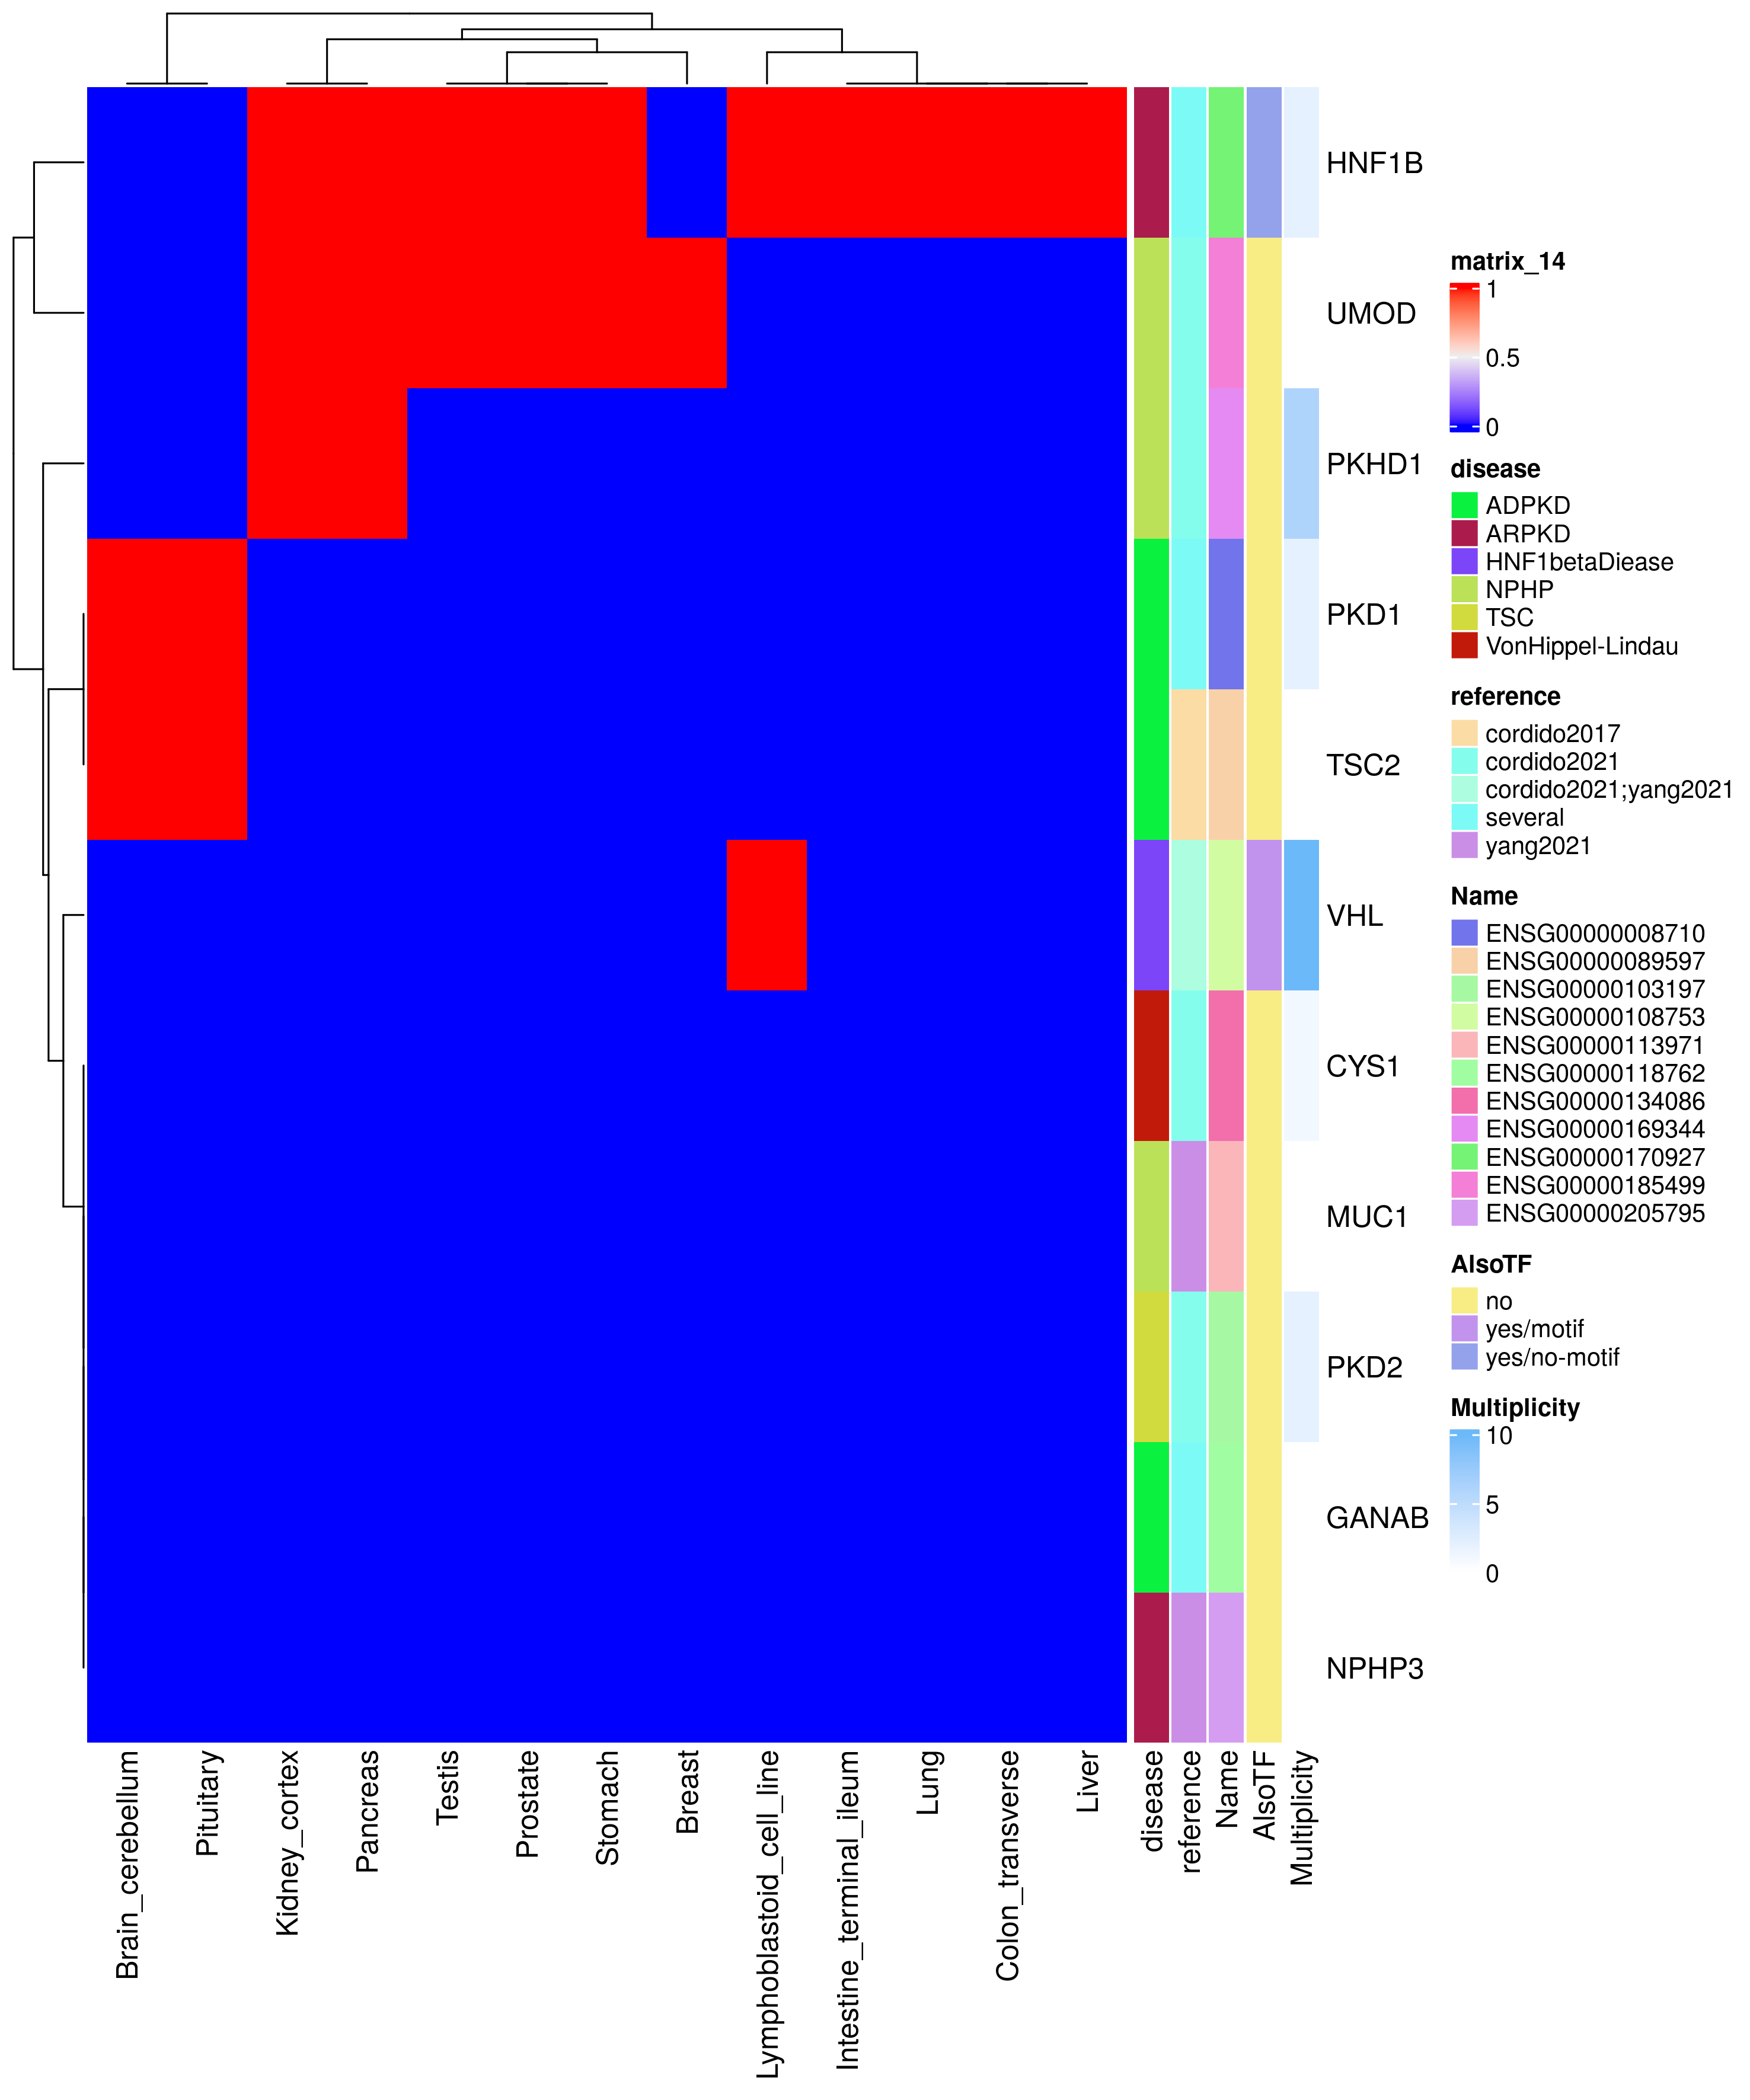 HNF1B
UMOD
PKHD1
PKD1
TSC2
VHL
CYS1
MUC1
PKD2
GANAB
NPHP3
Brain_cerebellum
Pituitary
Kidney_cortex
Pancreas
Testis
Prostate
Stomach
Breast
Lymphoblastoid_cell_line
Intestine_terminal_ileum
Lung
Colon_transverse
Liver
disease
reference
Name
AlsoTF
Multiplicity
matrix_14
1
0.5
0
disease
ADPKD
ARPKD
HNF1betaDiease
NPHP
TSC
VonHippel-Lindau
reference
cordido2017
cordido2021
cordido2021;yang2021
several
yang2021
Name
ENSG00000008710
ENSG00000089597
ENSG00000103197
ENSG00000108753
ENSG00000113971
ENSG00000118762
ENSG00000134086
ENSG00000169344
ENSG00000170927
ENSG00000185499
ENSG00000205795
AlsoTF
no
yes/motif
yes/no-motif
Multiplicity
10
5
0